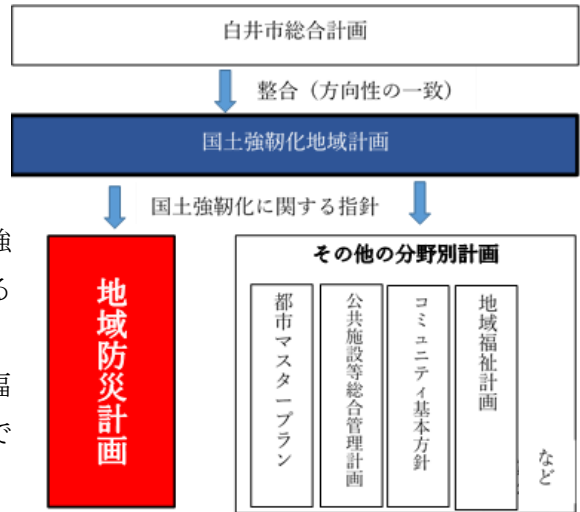 白井市総合計画
整合（方向性の一致）
国土強靭化地域計画
国土強靭化に関する指針
強
る
福
で
地域防災計画
その他の分野別計画
都市マスタープラン
公共施設等総合管理計画
コミュニティ基本方針
地域福祉計画
など